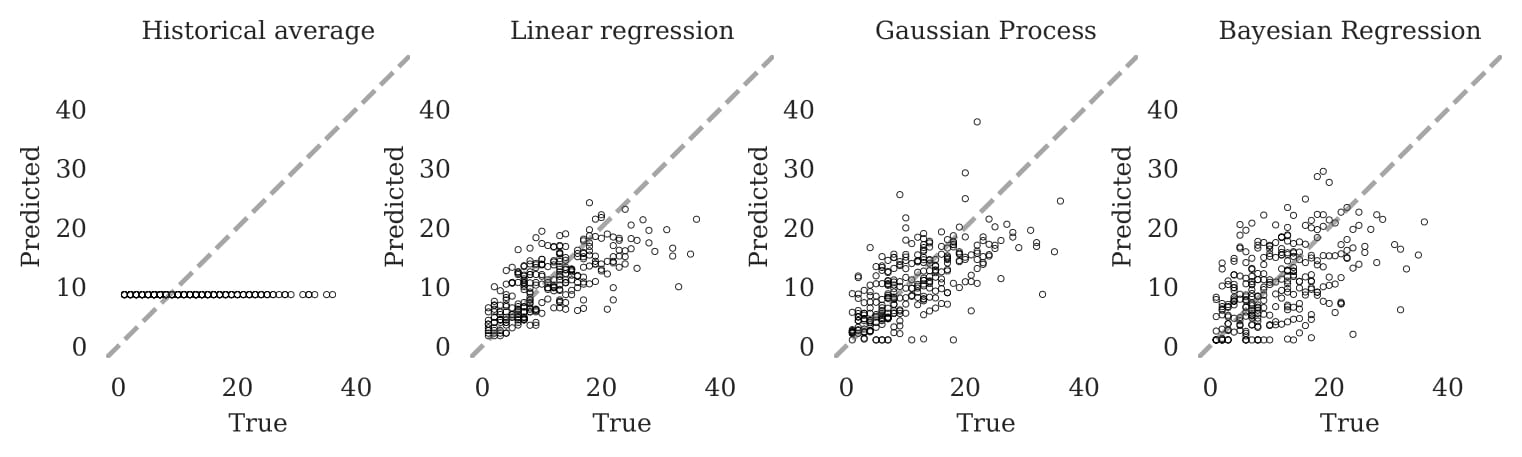 Historical average
Predicted
40
30
20
10
0
0 20 40
True
Linear regression
Predicted
40
30
20
10
0
0 20 40
True
Gaussian Process
Predicted
40
30
20
10
0
0 20 40
True
Bayesian Regression
Predicted
40
30
20
10
0
0 20 40
True